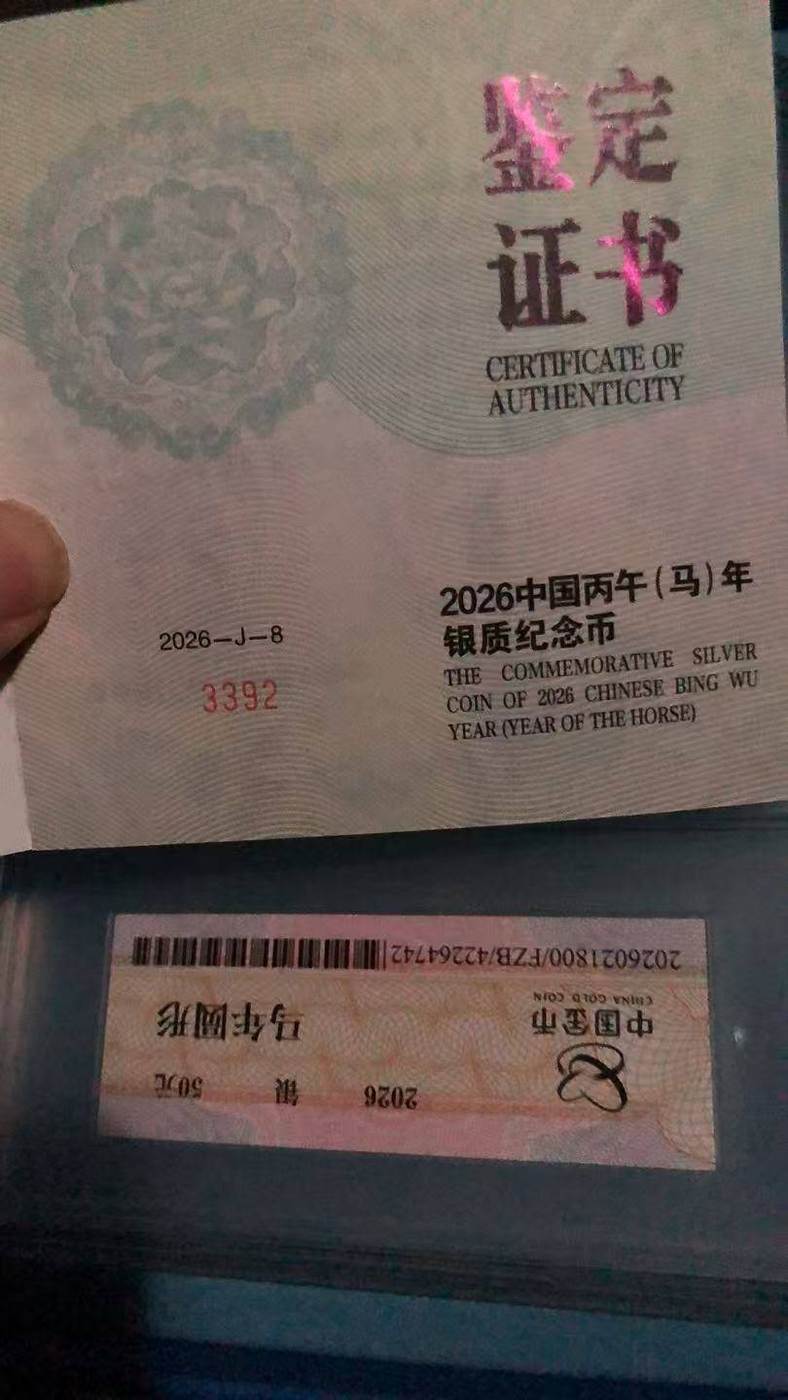 鉴定
证书
CERTIFICATE OF
AUTHENTICITY
2026中国丙午(马)年
银质纪念币
THE COMMEMORATIVE SILVER
COIN OF 2026 CHINESE BING WU
YEAR (YEAR OF THE HORSE)
2026-J-8
3392
2026 银 50元
中国金币
CHINA GOLD COIN
马年圆形
2026021800/FZB/42264742